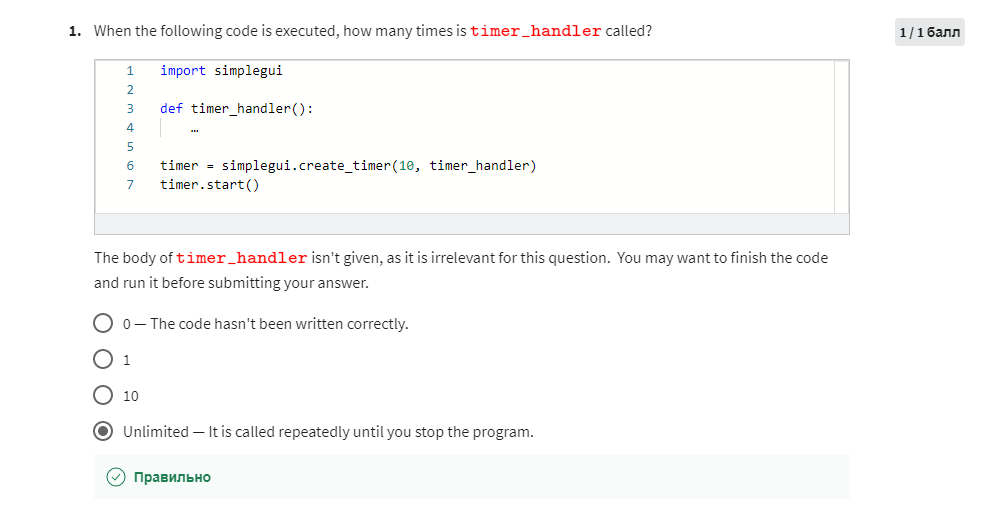 1. When the following code is executed, how many times is timer_handler called?
1 / 1 балл
1 import simplegui
2
3 def timer_handler():
4 …
5
6 timer = simplegui.create_timer(10, timer_handler)
7 timer.start()
The body of timer_handler isn't given, as it is irrelevant for this question. You may want to finish the code
and run it before submitting your answer.
0 — The code hasn't been written correctly.
1
10
Unlimited — It is called repeatedly until you stop the program.
Правильно